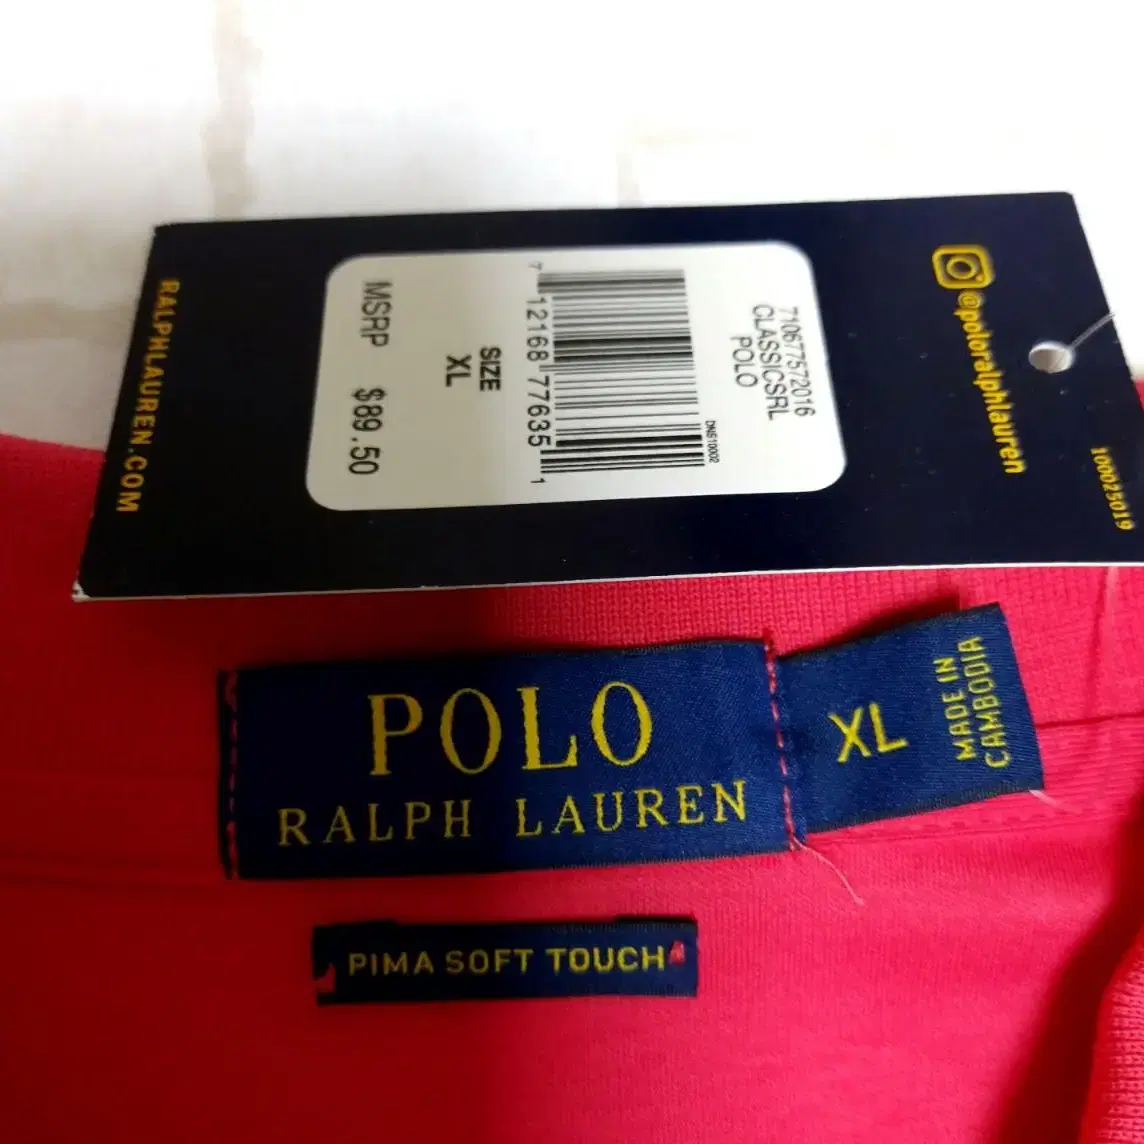 RALPHLAUREN.COM
@poloralphlauren
100025019
710677572016
CLASSICSRL
POLO
DNS10002
7 12168 77635 1
SIZE
XL
MSRP $89.50
POLO
RALPH LAUREN
XL
MADE IN
CAMBODIA
PIMA SOFT TOUCH